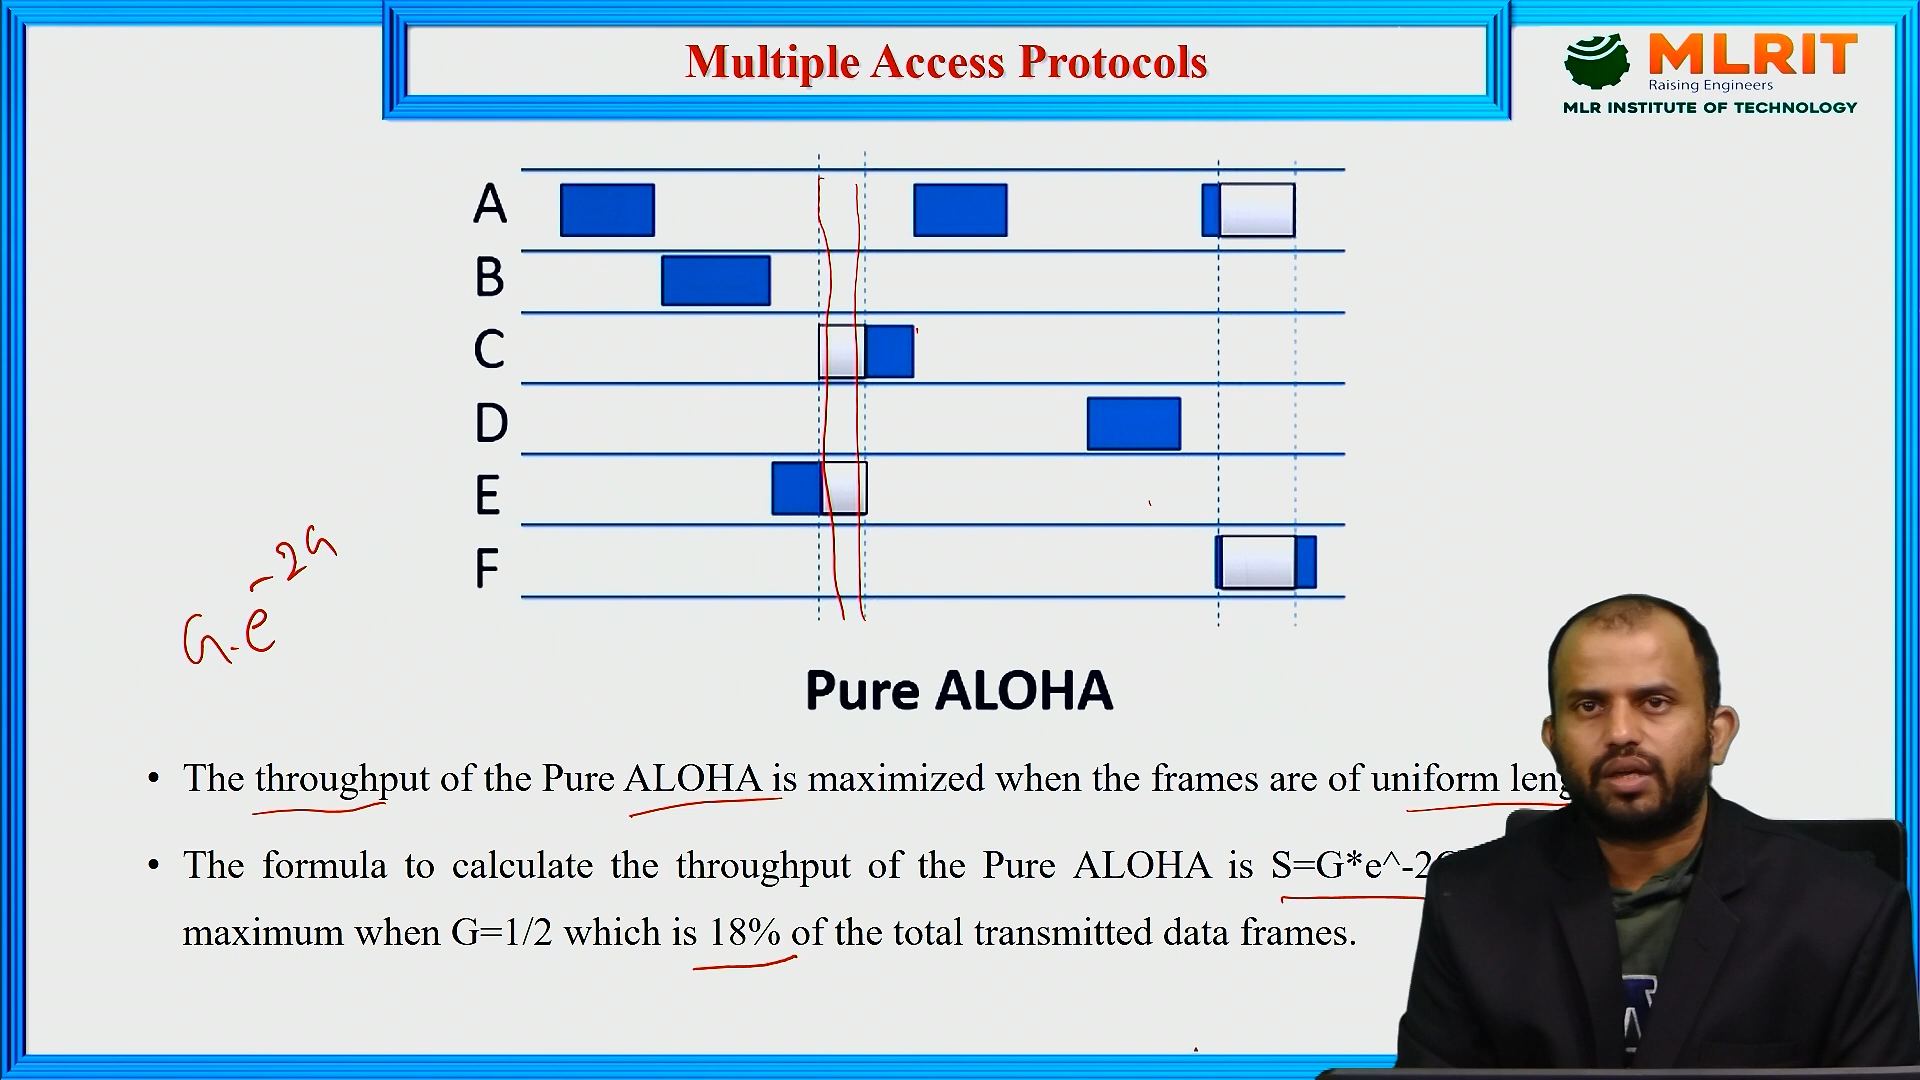 Multiple Access Protocols
MLRIT
Raising Engineers
MLR INSTITUTE OF TECHNOLOGY
A
B
C
D
E
F
G.e^-2G
Pure ALOHA
• The throughput of the Pure ALOHA is maximized when the frames are of uniform
• The formula to calculate the throughput of the Pure ALOHA is
maximum when G=1/2 which is 18% of the total transmitted data frames.